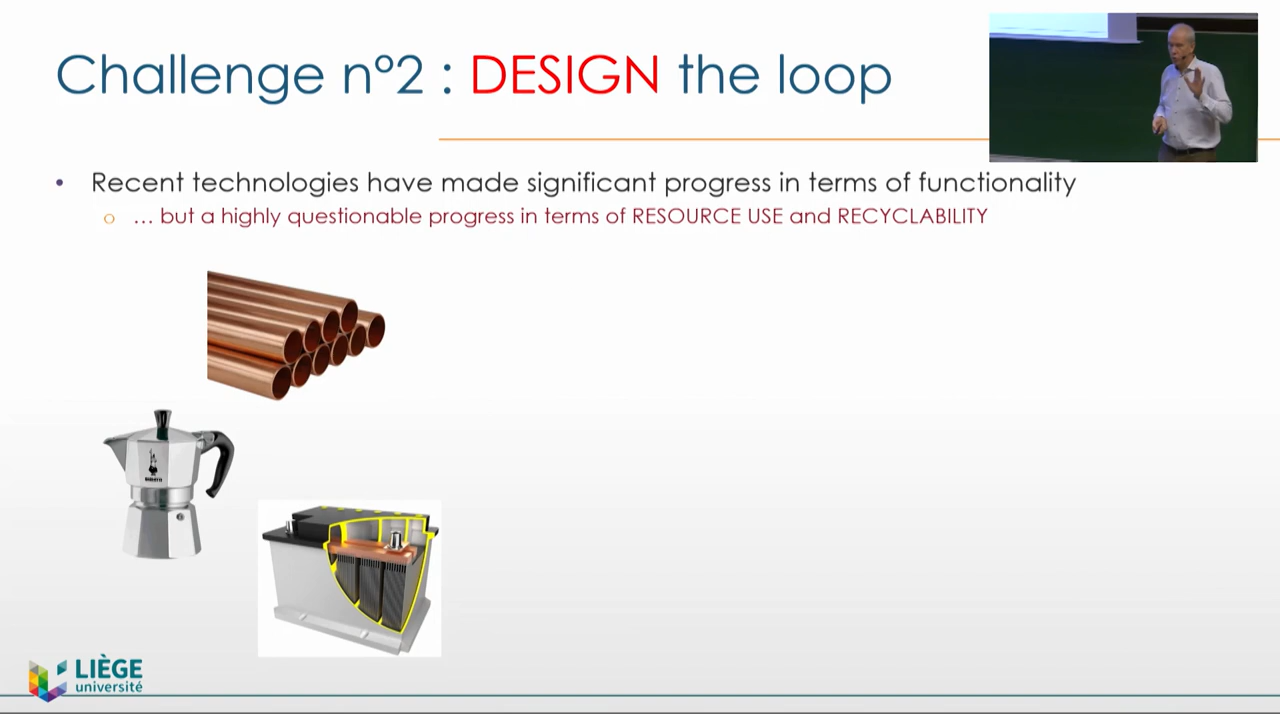 Challenge n°2 : DESIGN the loop
• Recent technologies have made significant progress in terms of functionality
o … but a highly questionable progress in terms of RESOURCE USE and RECYCLABILITY
BIALETTI
LIÈGE
université